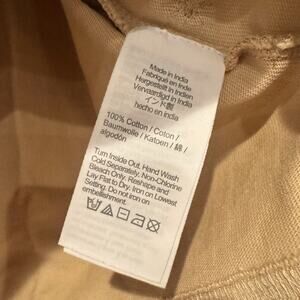 Made in India
Fabriqué en Inde
Hergestellt in Indien
Vervaardigd in India
インド製
hecho en India
100% Cotton / Coton /
Baumwolle / Katoen / 綿 /
algodón
Turn Inside Out. Hand Wash
Cold Separately. Non-Chlorine
Bleach Only. Reshape and
Lay Flat to Dry. Iron on Lowest
Setting. Do not iron on
embellishment.